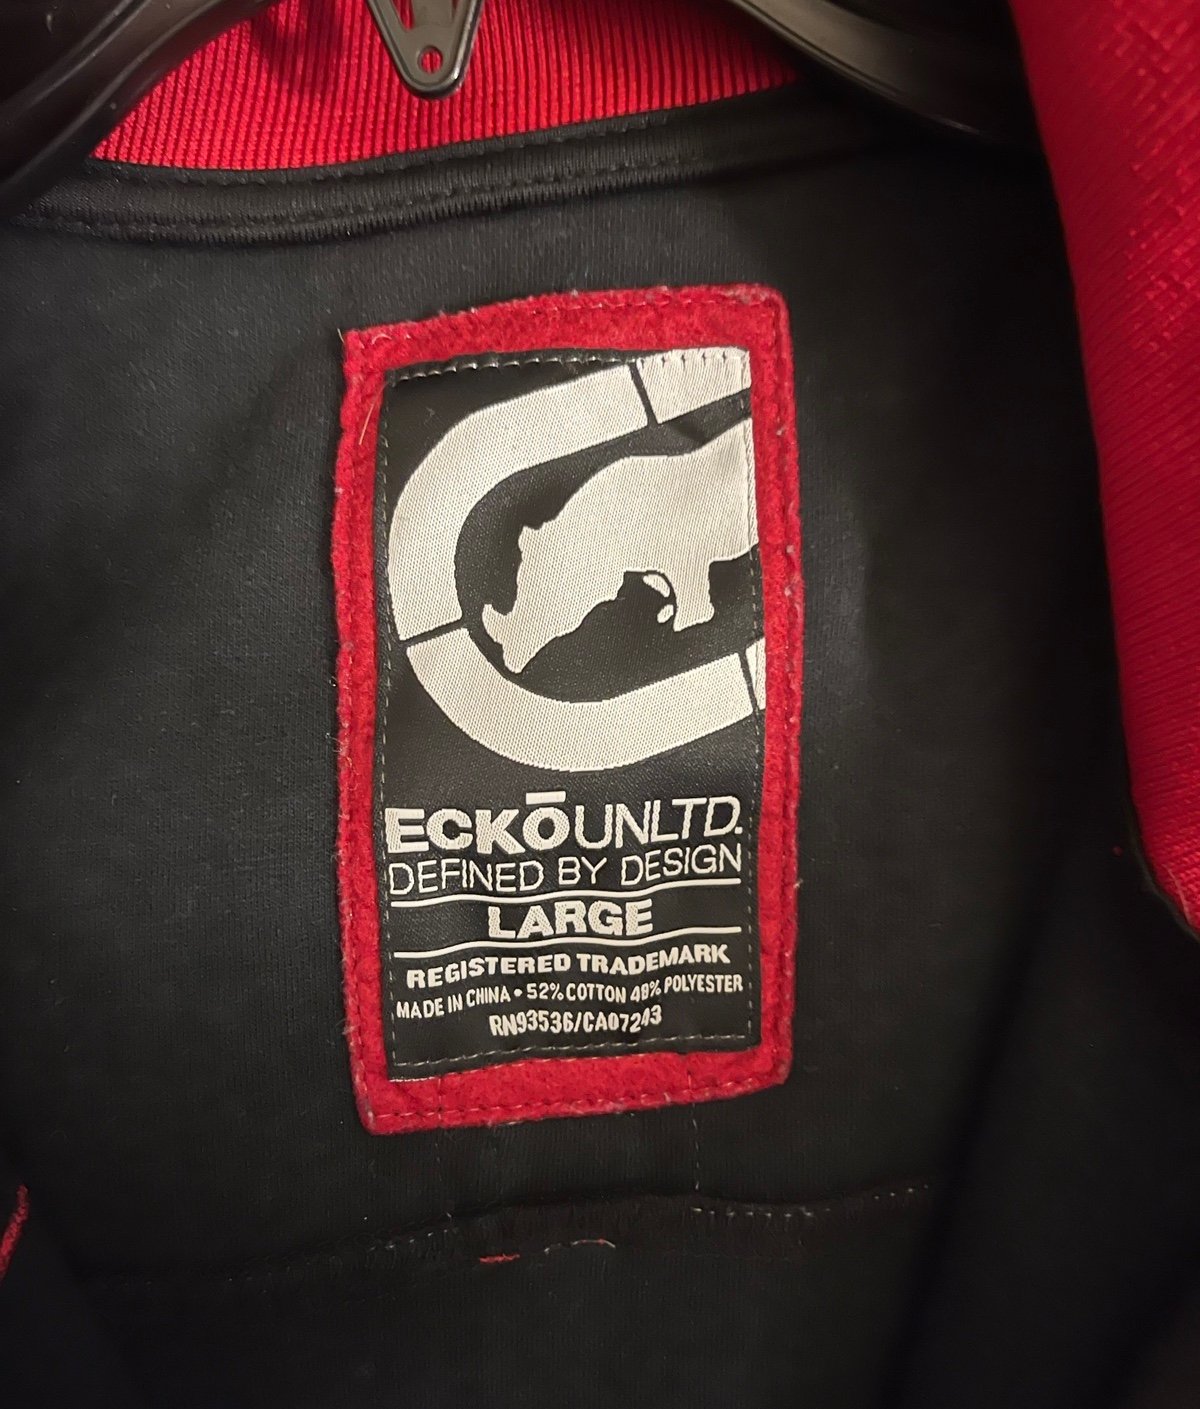 ECKŌUNLTD.
DEFINED BY DESIGN
LARGE
REGISTERED TRADEMARK
MADE IN CHINA • 52% COTTON 48% POLYESTER
RN93536/CA07243